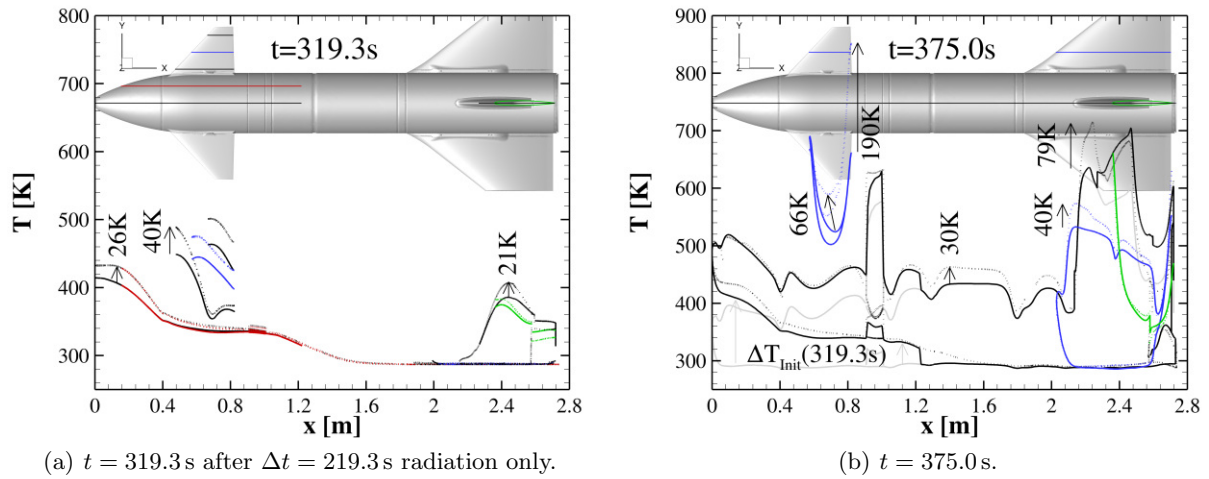 800
700
600
500
400
300
T [K]
0
0.4
0.8
1.2
1.6
2
2.4
2.8
x [m]
Y
Z
X
t=319.3s
26K
40K
21K
(a) t = 319.3 s after Δt = 219.3 s radiation only.
900
800
700
600
500
400
300
T [K]
0
0.4
0.8
1.2
1.6
2
2.4
2.8
x [m]
Y
Z
X
t=375.0s
66K
190K
30K
40K
79K
ΔT_Init(319.3s)
(b) t = 375.0 s.